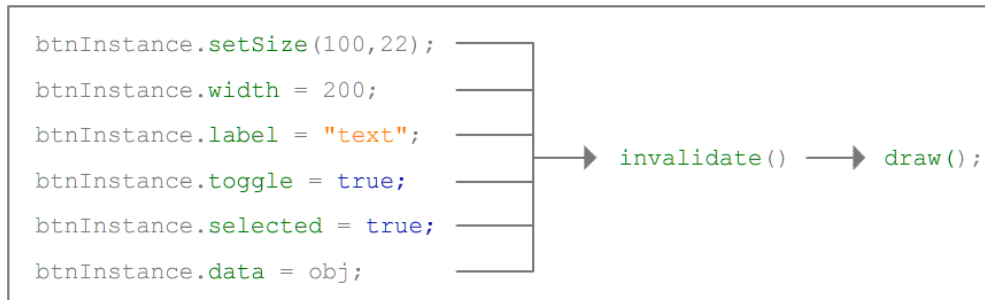 btnInstance.setSize(100,22);
btnInstance.width = 200;
btnInstance.label = "text";
btnInstance.toggle = true;
btnInstance.selected = true;
btnInstance.data = obj;
invalidate()
draw();